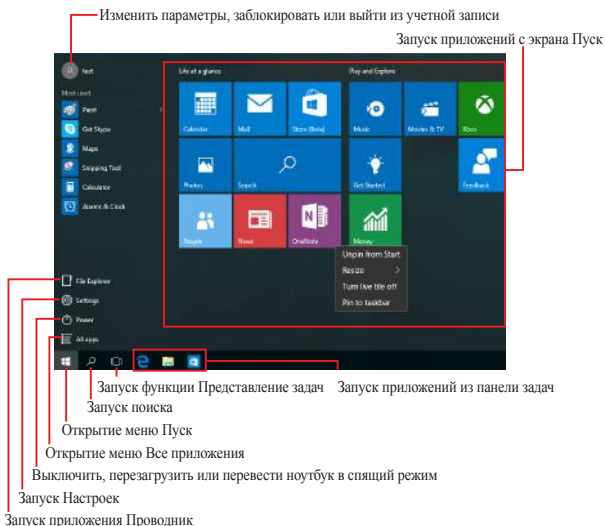 Изменить параметры, заблокировать или выйти из учетной записи
Запуск приложений с экрана Пуск
test
Life at a glance
Play and Explore
Most used
Paint
Get Skype
Maps
Snipping Tool
Calculator
Alarms & Clock
Calendar
Mail
Store (Beta)
Music
Movies & TV
Xbox
Photos
Search
Get Started
Feedback
People
News
OneNote
Money
Unpin from Start
Resize
Turn live tile off
Pin to taskbar
File Explorer
Settings
Power
All apps
Запуск функции Представление задач
Запуск приложений из панели задач
Запуск поиска
Открытие меню Пуск
Открытие меню Все приложения
Выключить, перезагрузить или перевести ноутбук в спящий режим
Запуск Настроек
Запуск приложения Проводник